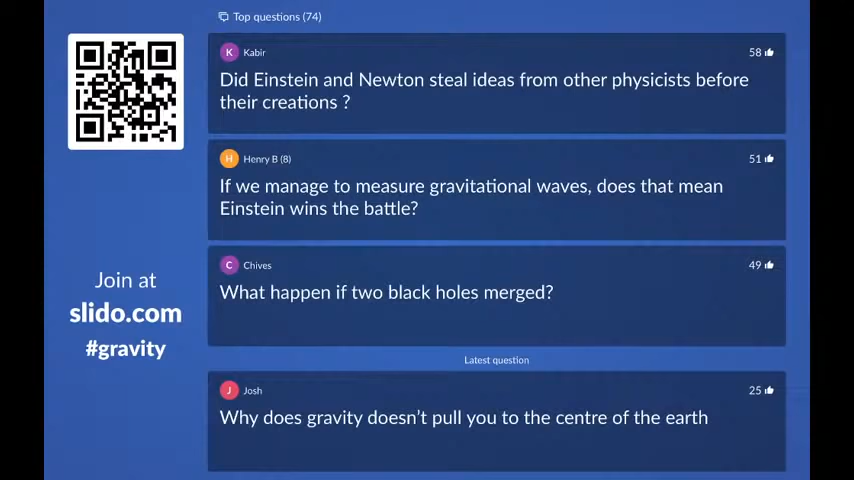 Top questions (74)
K Kabir 58
Did Einstein and Newton steal ideas from other physicists before
their creations ?
H Henry B (8) 51
If we manage to measure gravitational waves, does that mean
Einstein wins the battle?
C Chives 49
What happen if two black holes merged?
Join at
slido.com
#gravity
Latest question
J Josh 25
Why does gravity doesn't pull you to the centre of the earth